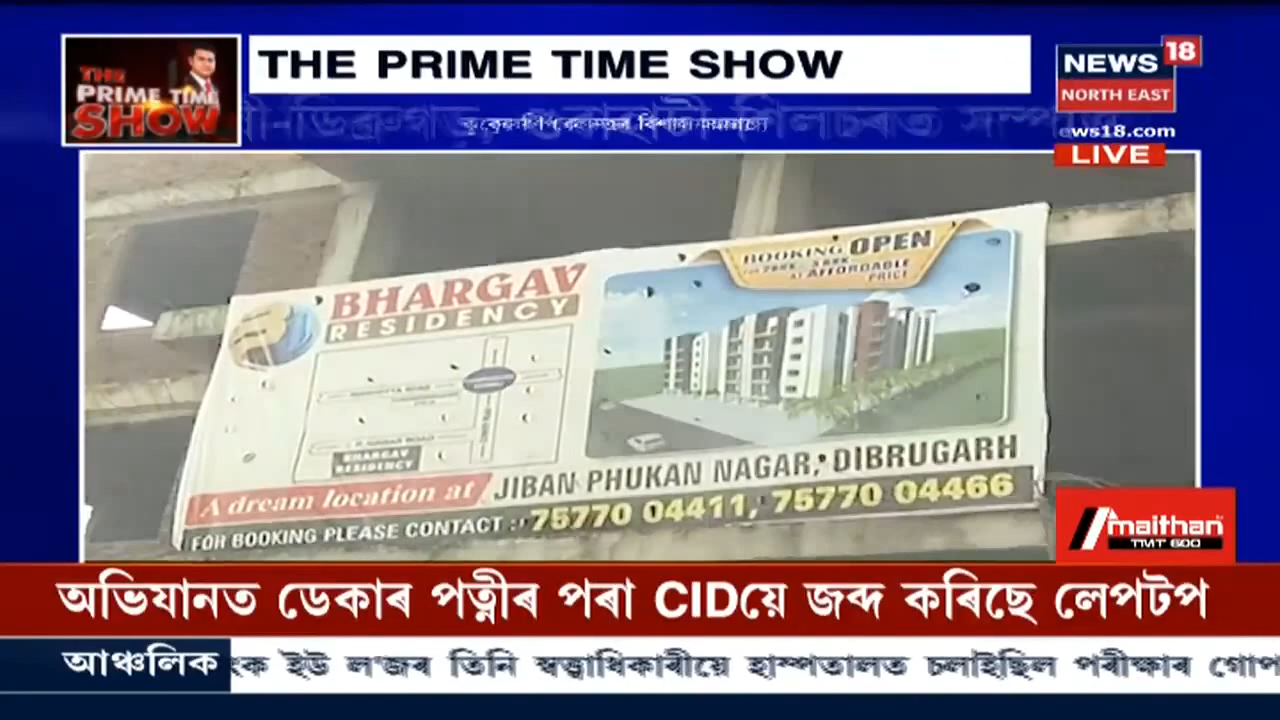 THE PRIME TIME SHOW
THE
PRIME TIME
SHOW
NEWS 18
NORTH EAST
ews18.com
LIVE
BOOKING OPEN
AT AFFORDABLE
PRICE
BHARGAV
RESIDENCY
BHARGAV
RESIDENCY
A dream location at JIBAN PHUKAN NAGAR, DIBRUGARH
FOR BOOKING PLEASE CONTACT : 75770 04411, 75770 04466
maithan
TMT 600
অভিযানত ডেকাৰ পত্নীৰ পৰা CIDয়ে জব্দ কৰিছে লেপটপ
আঞ্চলিক
ইউ ল'জৰ তিনি স্বত্বাধিকাৰীয়ে হাস্পতালত চলাইছিল পৰীক্ষাৰ গোপ